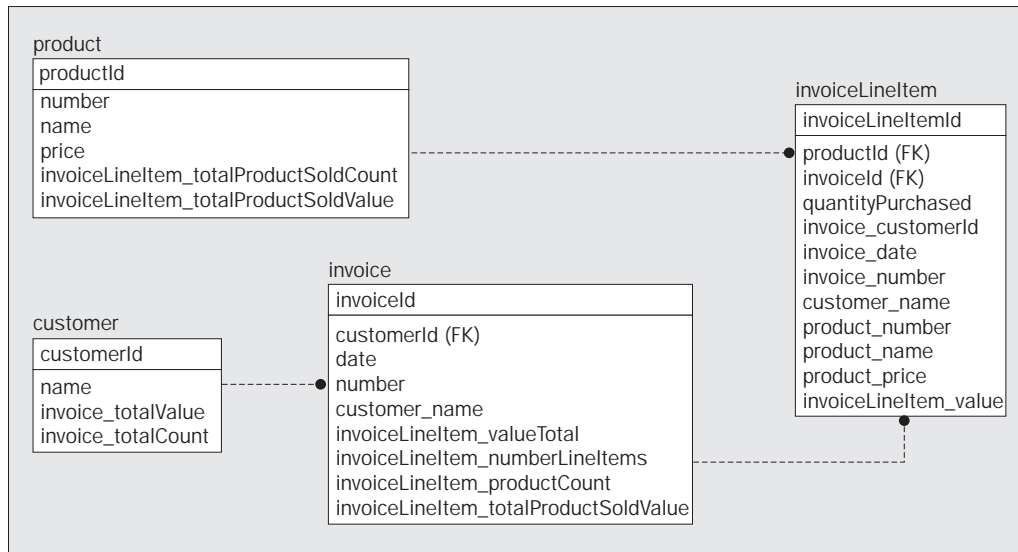 product
productId
number
name
price
invoiceLineItem_totalProductSoldCount
invoiceLineItem_totalProductSoldValue
invoiceLineItem
invoiceLineItemId
productId (FK)
invoiceId (FK)
quantityPurchased
invoice_customerId
invoice_date
invoice_number
customer_name
product_number
product_name
product_price
invoiceLineItem_value
customer
customerId
name
invoice_totalValue
invoice_totalCount
invoice
invoiceId
customerId (FK)
date
number
customer_name
invoiceLineItem_valueTotal
invoiceLineItem_numberLineItems
invoiceLineItem_productCount
invoiceLineItem_totalProductSoldValue